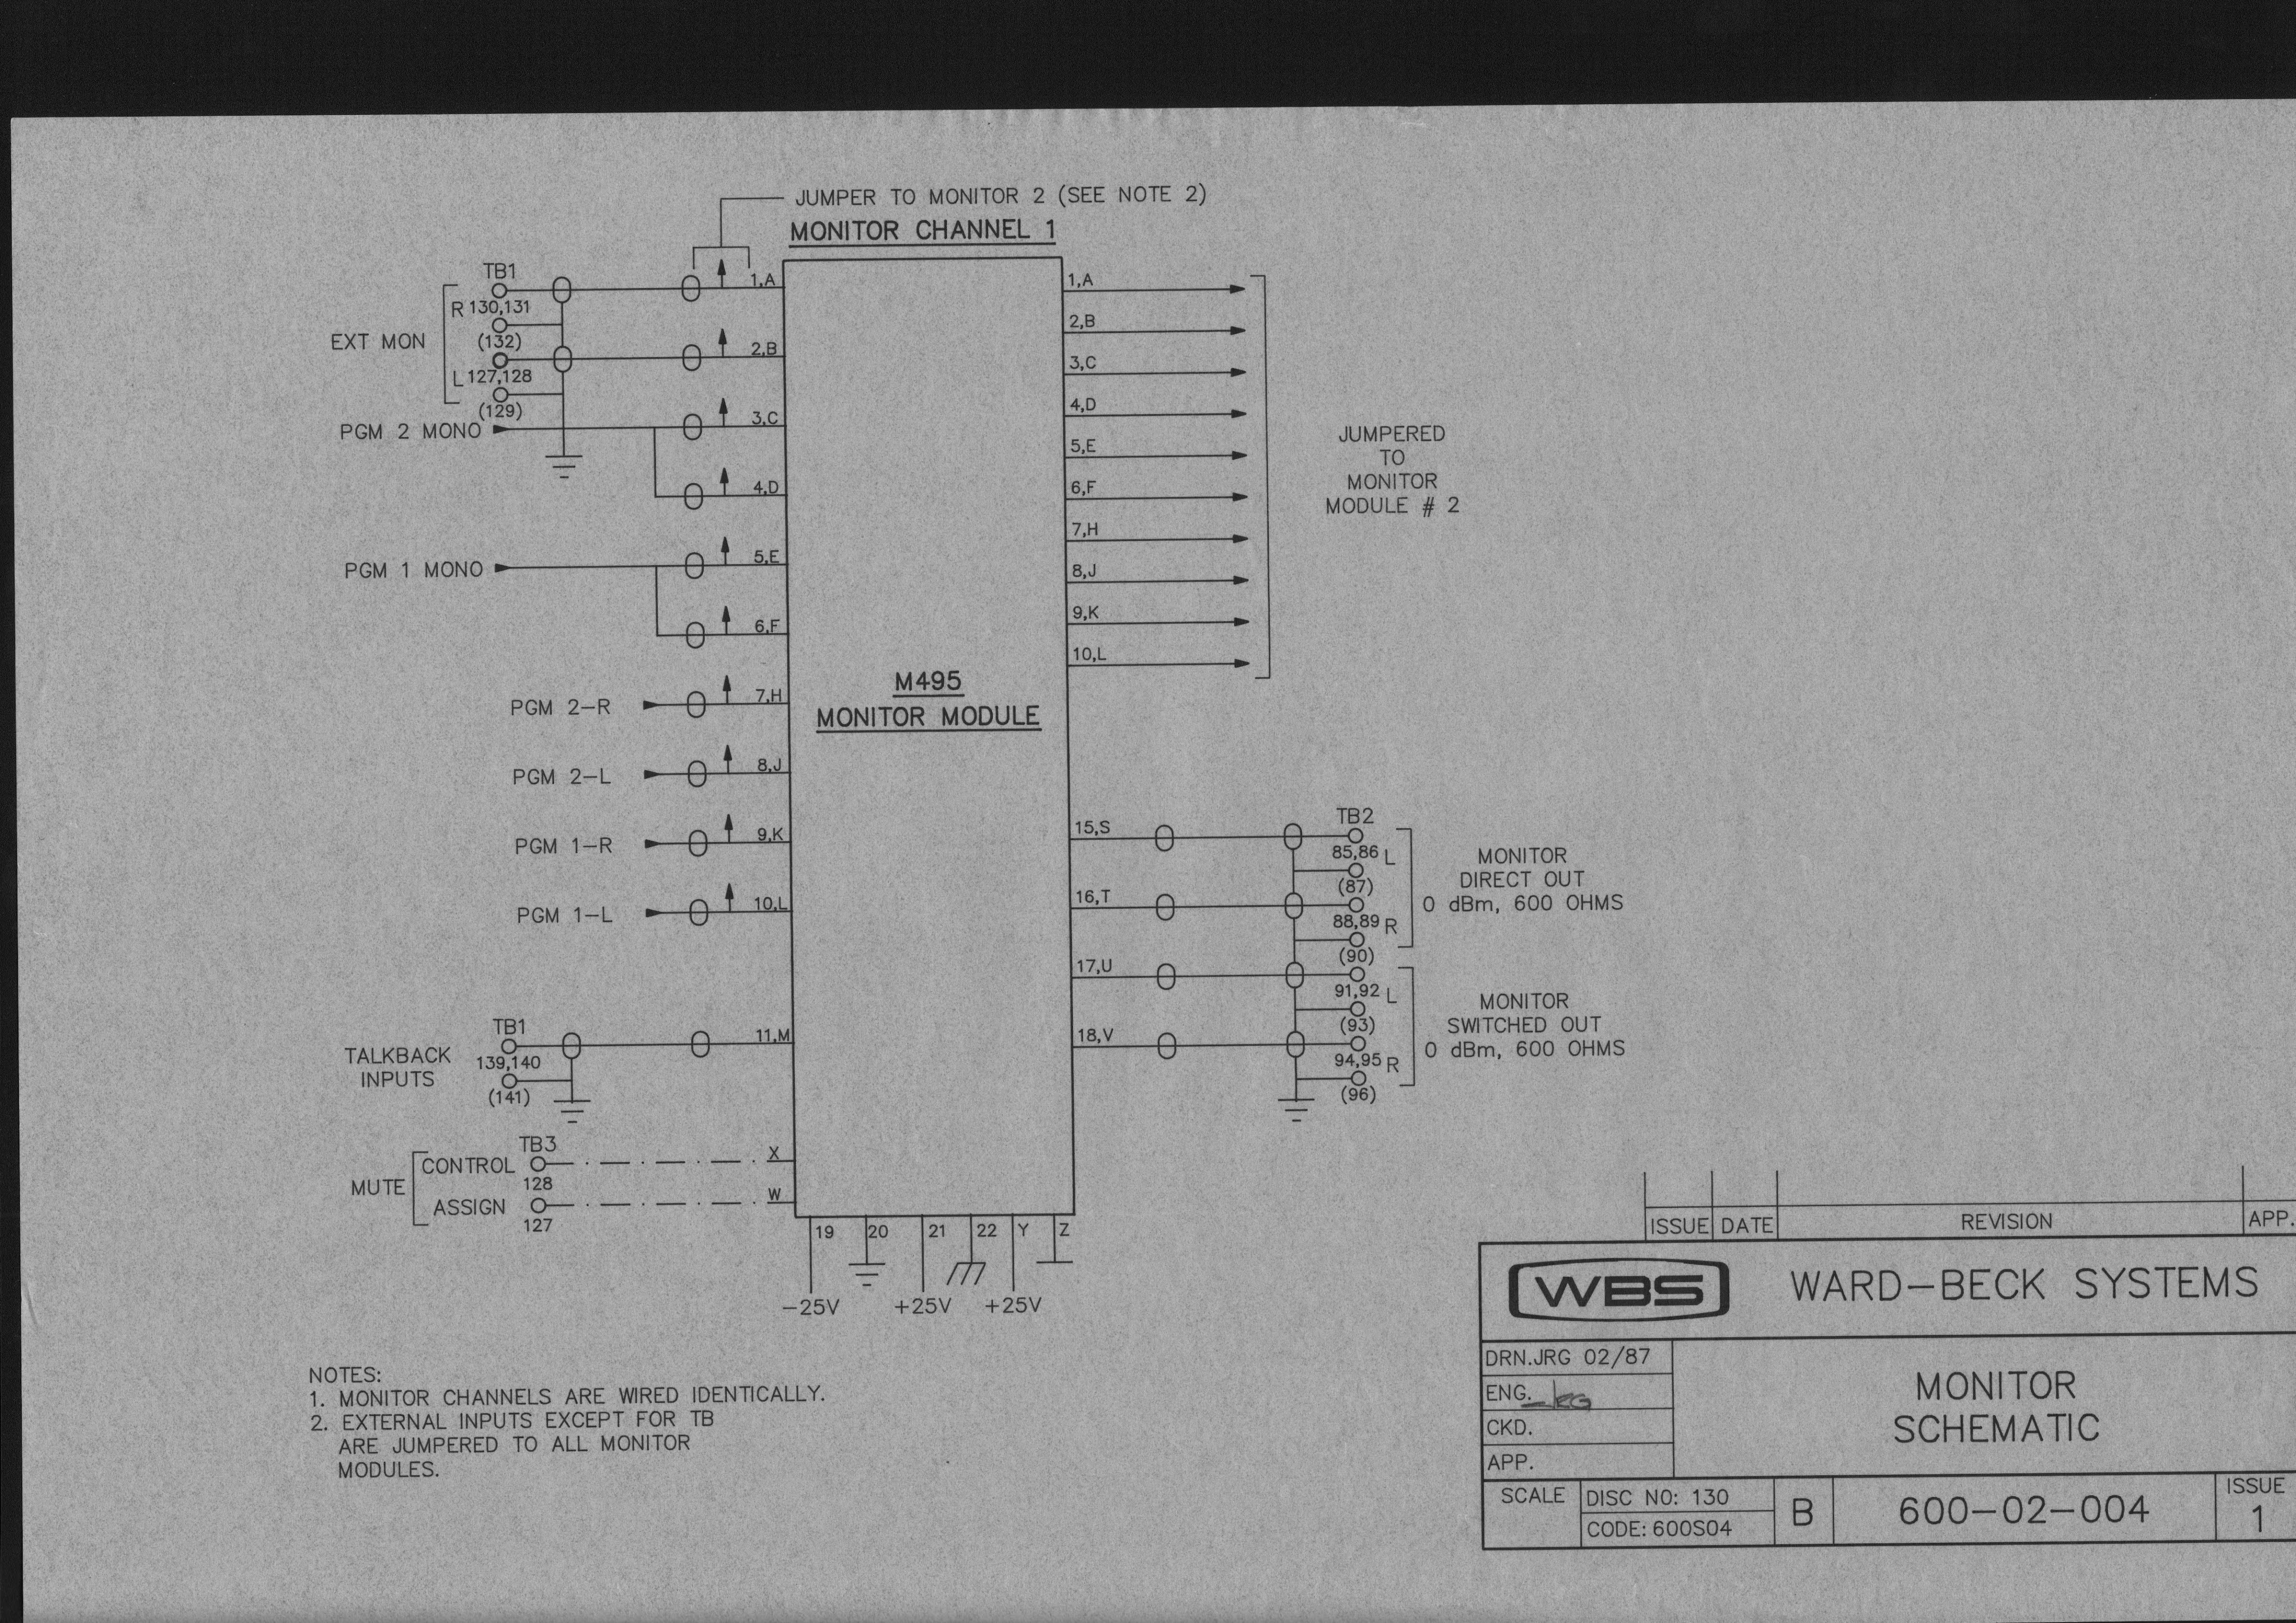 JUMPER TO MONITOR 2 (SEE NOTE 2)
MONITOR CHANNEL 1
TB1
R 130,131
(132)
EXT MON
L 127,128
(129)
PGM 2 MONO
PGM 1 MONO
PGM 2-R
PGM 2-L
PGM 1-R
PGM 1-L
TB1
139,140
(141)
TALKBACK
INPUTS
TB3
MUTE
CONTROL
128
ASSIGN
127
1,A
2,B
3,C
4,D
5,E
6,F
7,H
8,J
9,K
10,L
11,M
X
W
M495
MONITOR MODULE
1,A
2,B
3,C
4,D
5,E
6,F
7,H
8,J
9,K
10,L
JUMPERED
TO
MONITOR
MODULE # 2
15,S
16,T
17,U
18,V
TB2
85,86 L
(87)
88,89 R
(90)
91,92 L
(93)
94,95 R
(96)
MONITOR
DIRECT OUT
0 dBm, 600 OHMS
MONITOR
SWITCHED OUT
0 dBm, 600 OHMS
19 20 21 22 Y Z
-25V +25V +25V
NOTES:
1. MONITOR CHANNELS ARE WIRED IDENTICALLY.
2. EXTERNAL INPUTS EXCEPT FOR TB
ARE JUMPERED TO ALL MONITOR
MODULES.
ISSUE DATE REVISION APP.
WBS WARD-BECK SYSTEMS
DRN.JRG 02/87
ENG.
CKD.
APP.
MONITOR
SCHEMATIC
SCALE
DISC NO: 130
CODE: 600S04
B
600-02-004
ISSUE
1